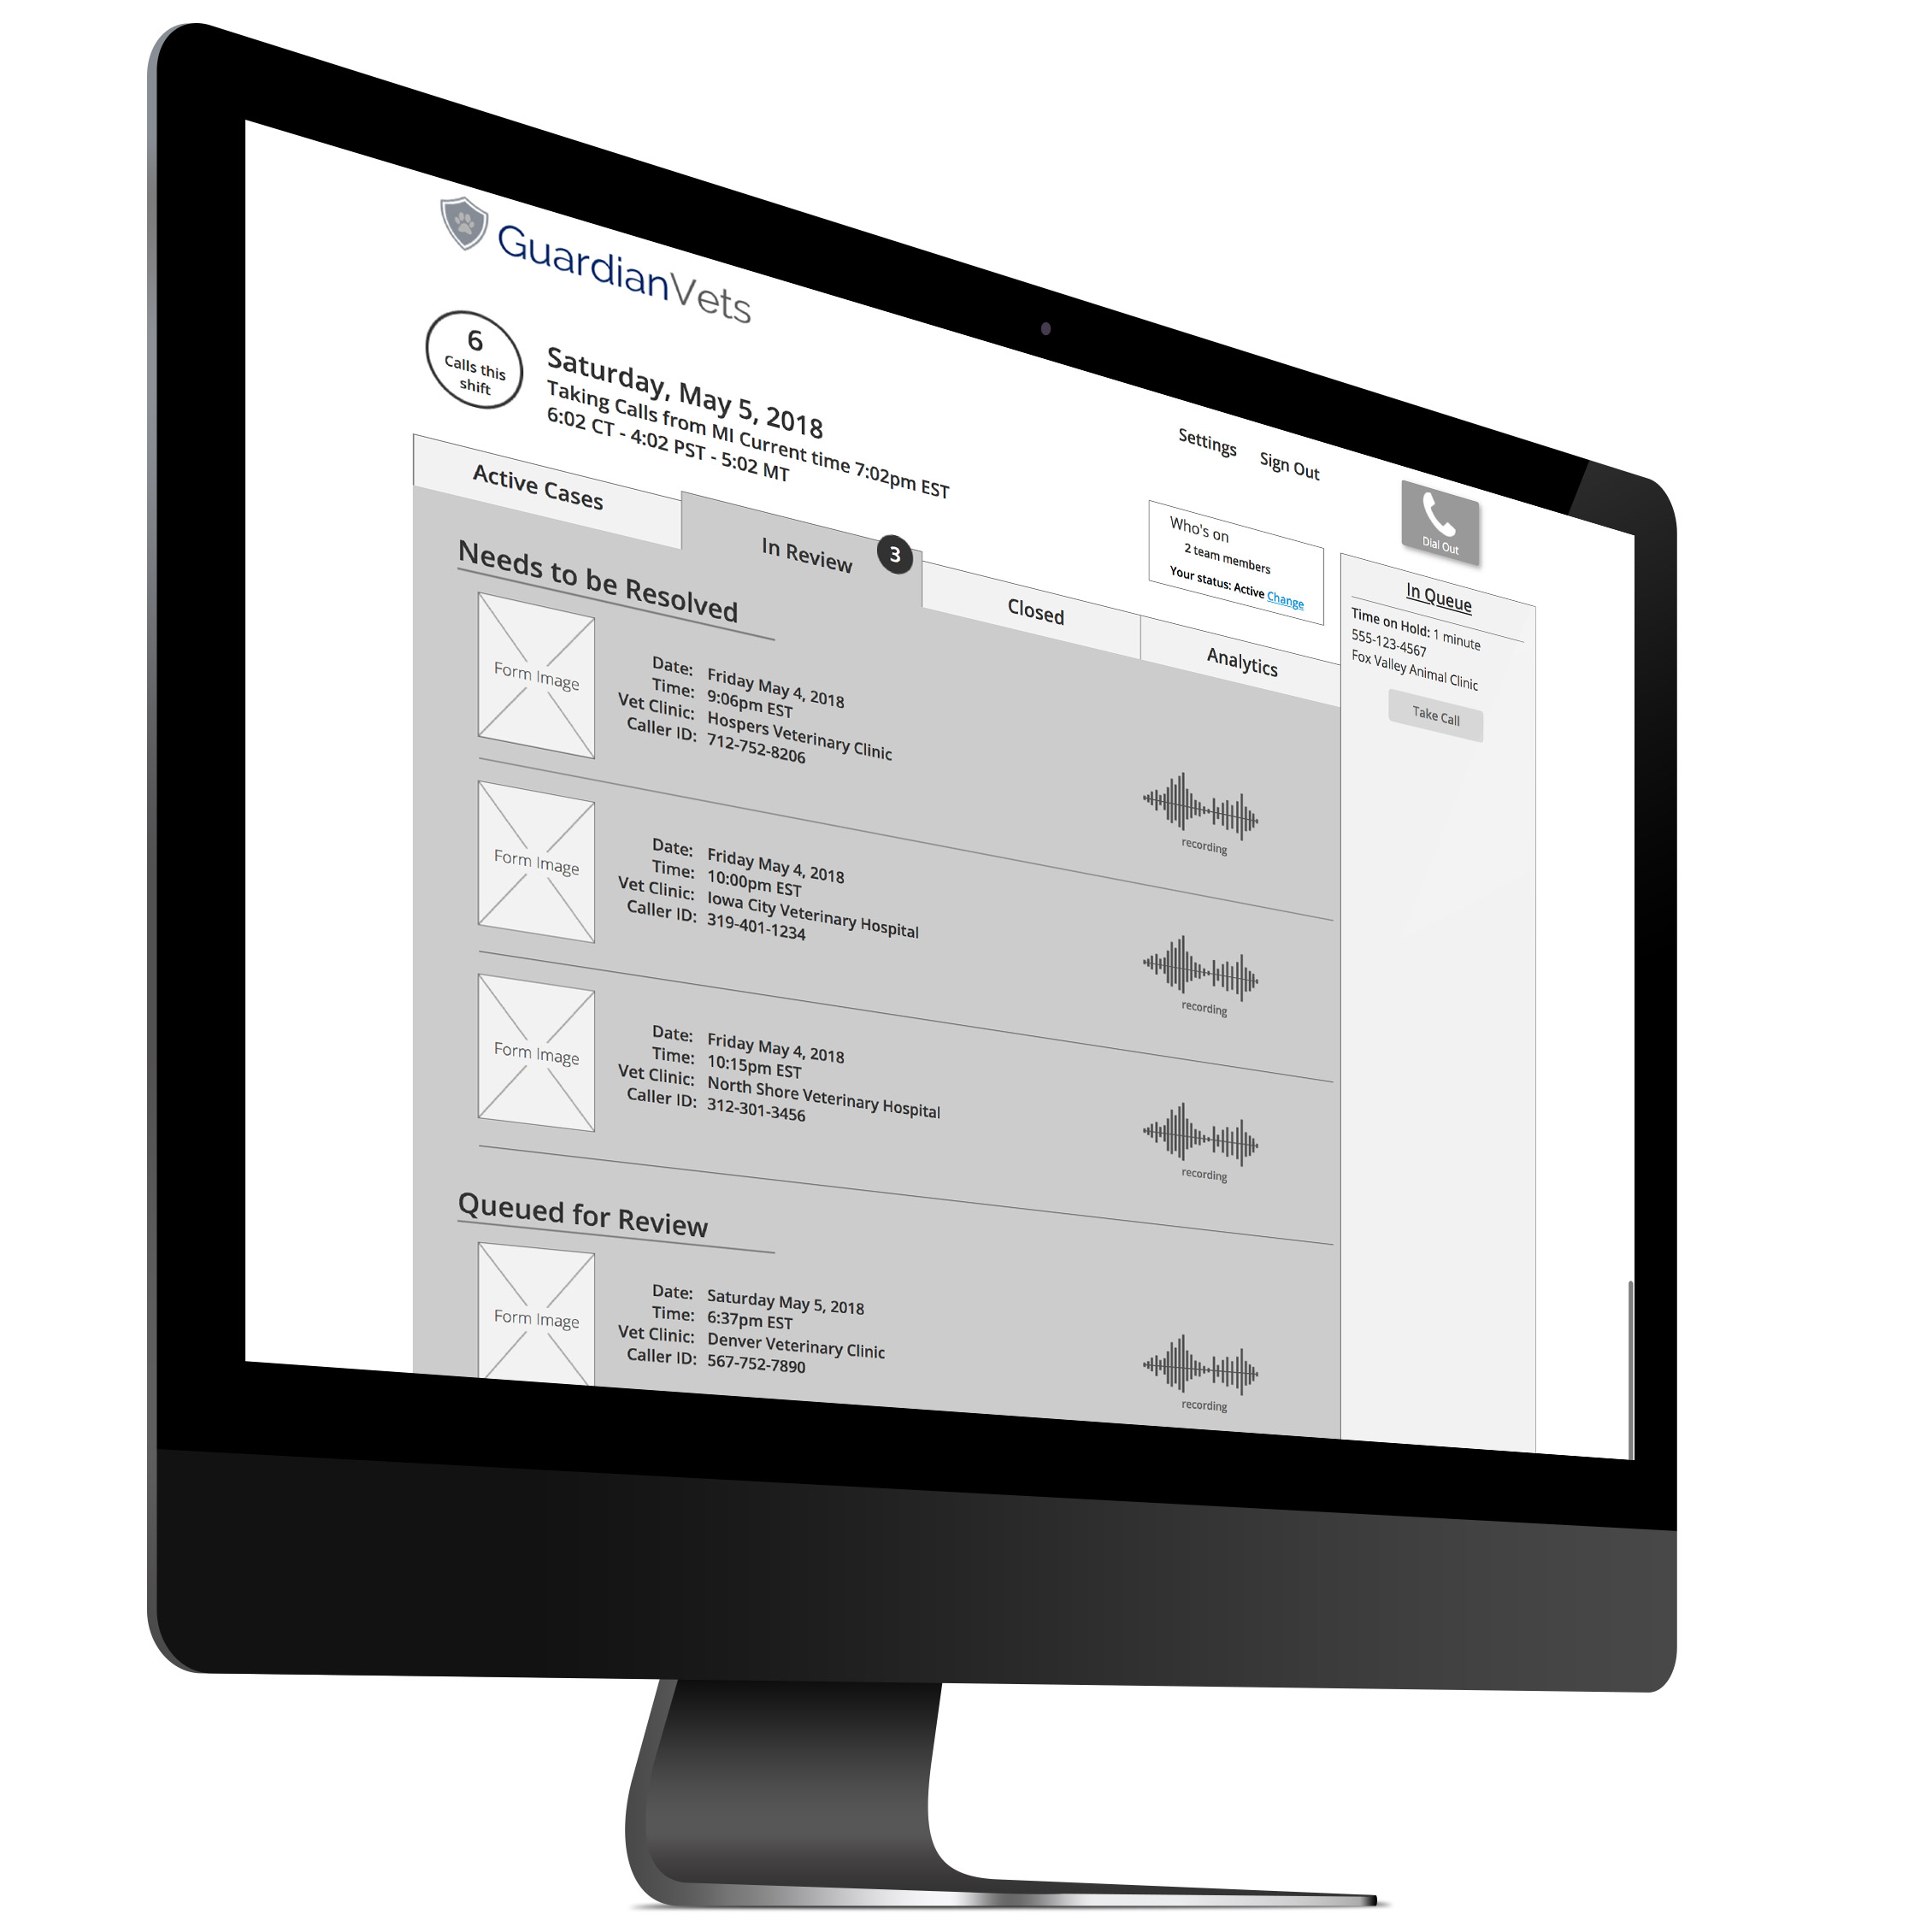 GuardianVets
6
Calls this
shift
Saturday, May 5, 2018
Taking Calls from MI Current time 7:02pm EST
6:02 CT - 4:02 PST - 5:02 MT
Settings
Sign Out
Dial Out
Who's on
2 team members
Your status: Active Change
Active Cases
In Review
3
Closed
Analytics
In Queue
Time on Hold: 1 minute
555-123-4567
Fox Valley Animal Clinic
Take Call
Needs to be Resolved
Form Image
Date: Friday May 4, 2018
Time: 9:06pm EST
Vet Clinic: Hospers Veterinary Clinic
Caller ID: 712-752-8206
recording
Form Image
Date: Friday May 4, 2018
Time: 10:00pm EST
Vet Clinic: Iowa City Veterinary Hospital
Caller ID: 319-401-1234
recording
Form Image
Date: Friday May 4, 2018
Time: 10:15pm EST
Vet Clinic: North Shore Veterinary Hospital
Caller ID: 312-301-3456
recording
Queued for Review
Form Image
Date: Saturday May 5, 2018
Time: 6:37pm EST
Vet Clinic: Denver Veterinary Clinic
Caller ID: 567-752-7890
recording